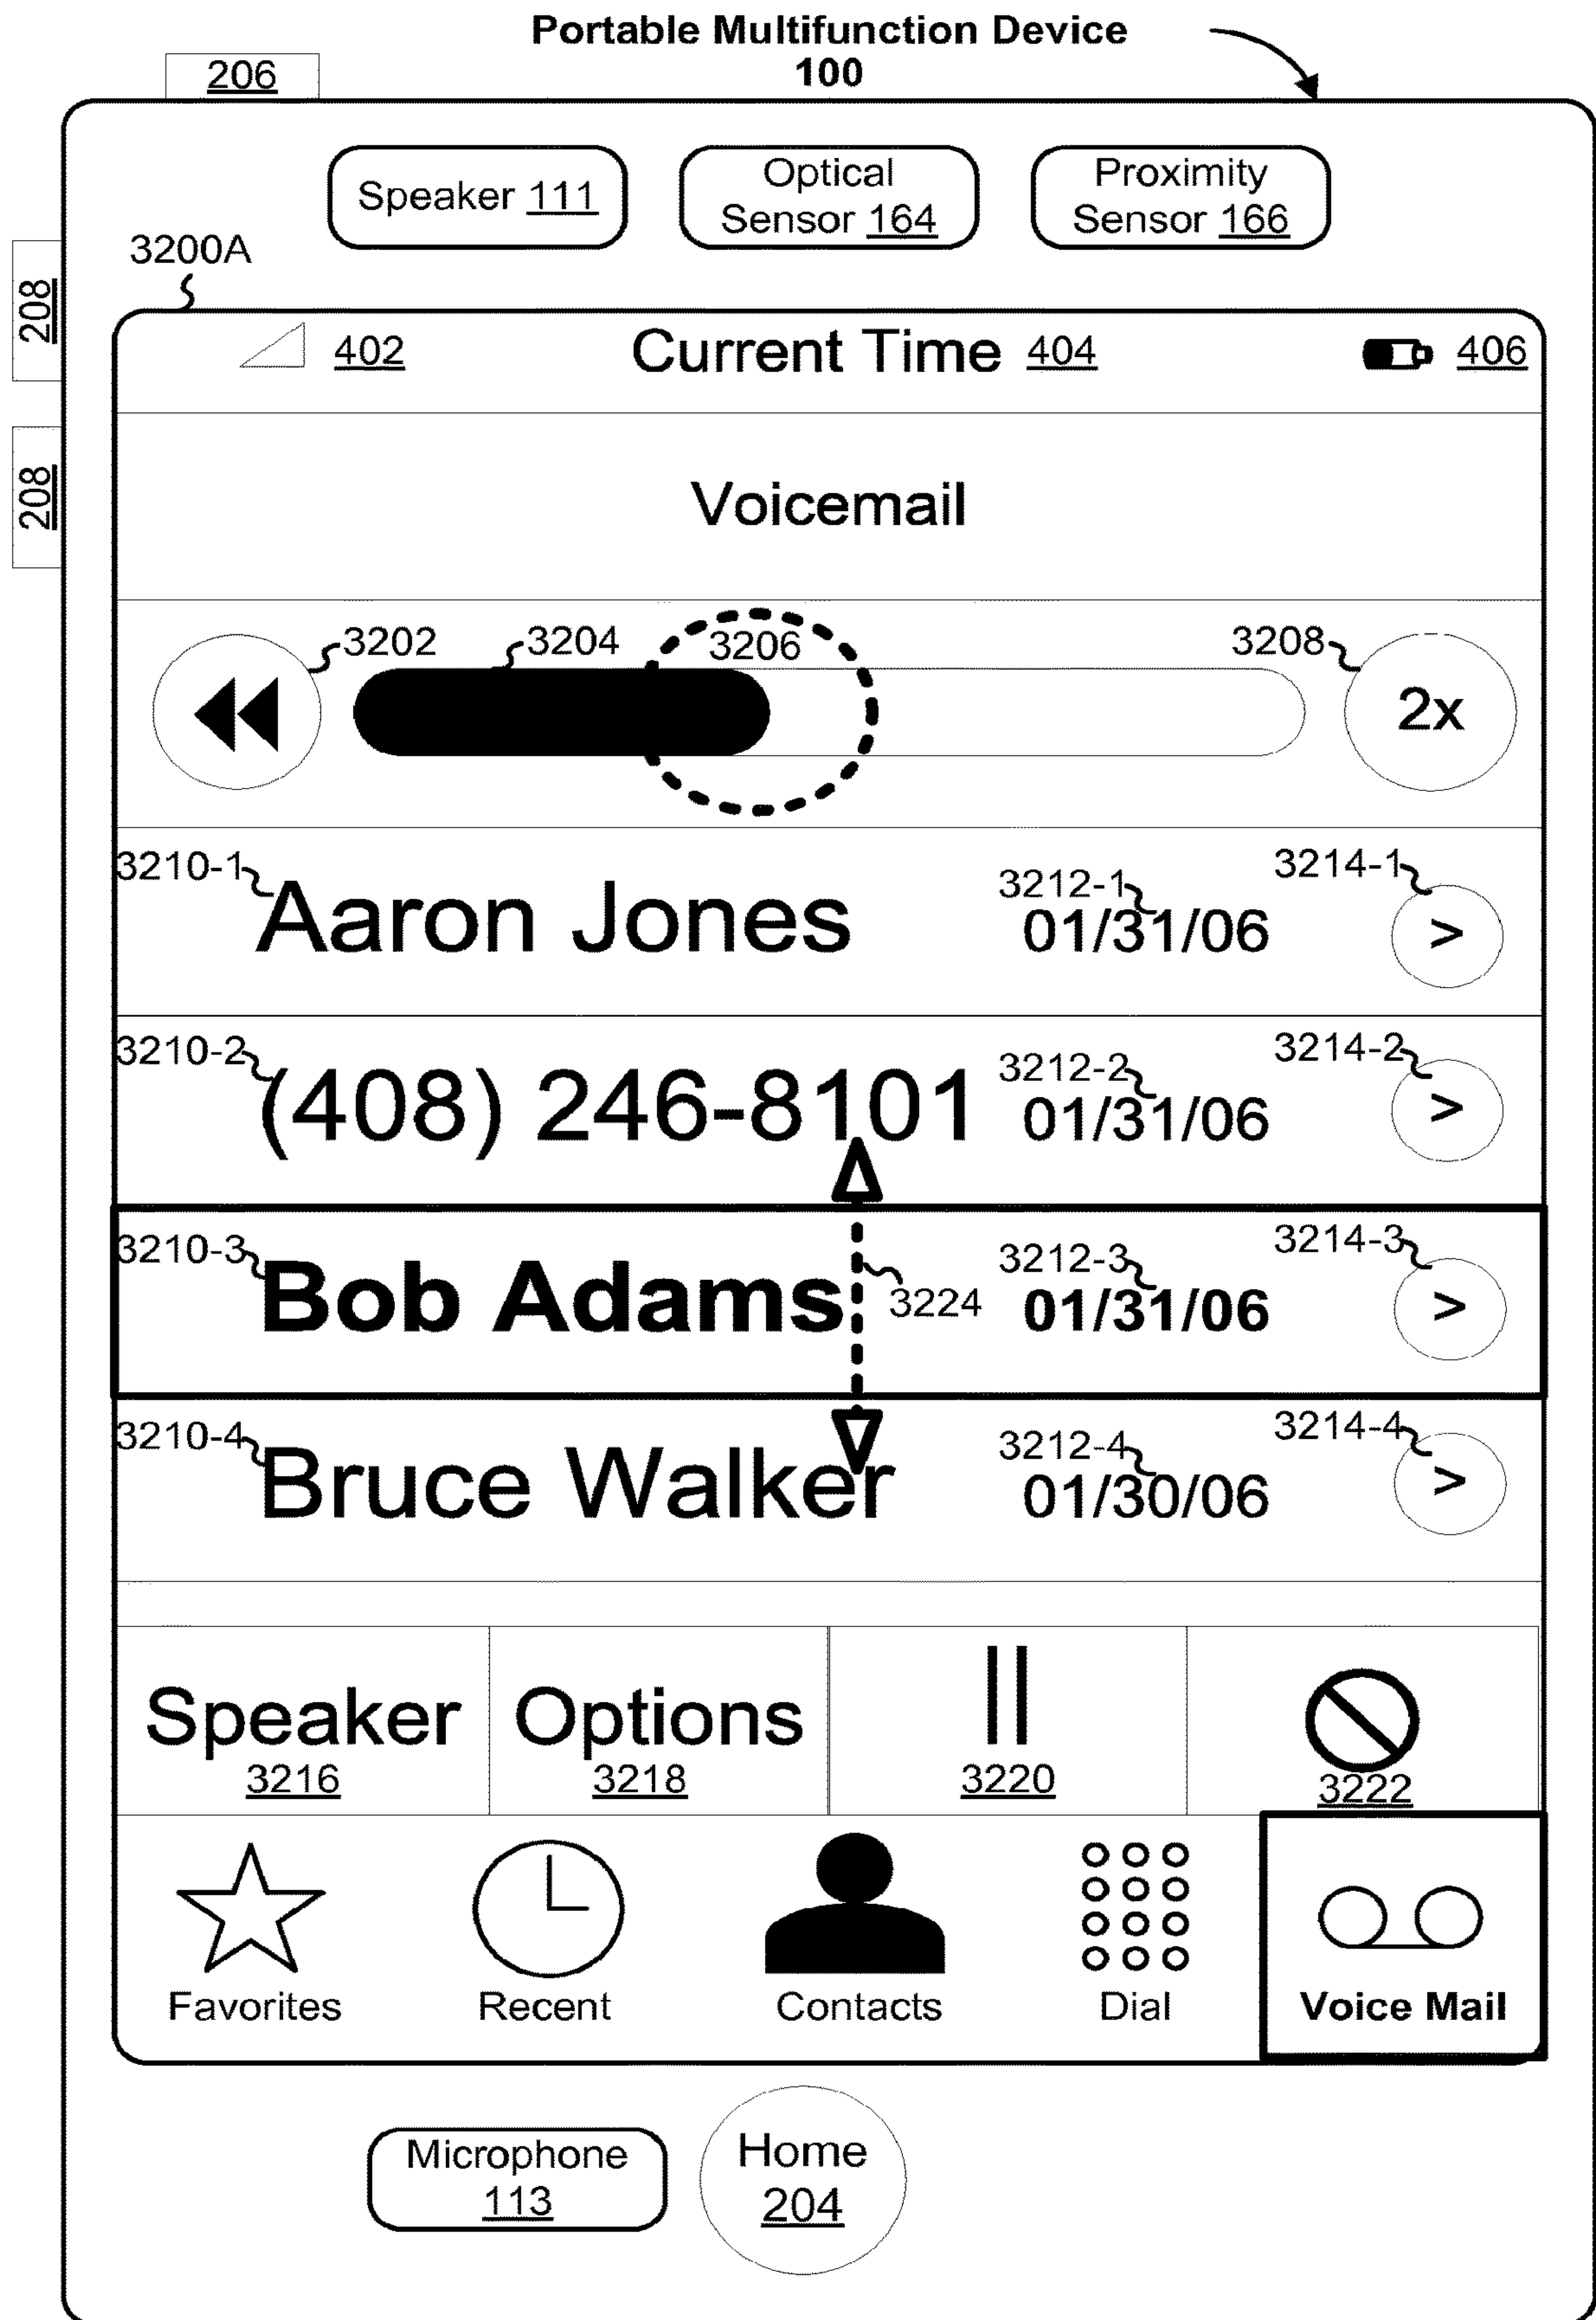 Portable Multifunction Device
100
206
Speaker 111
Optical
Sensor 164
Proximity
Sensor 166
3200A
208
208
402
Current Time 404
406
Voicemail
3202
3204
3206
3208
2x
3210-1
Aaron Jones
3212-1
01/31/06
3214-1
>
3210-2
(408) 246-8101
3212-2
01/31/06
3214-2
>
3210-3
Bob Adams
3224
3212-3
01/31/06
3214-3
>
3210-4
Bruce Walker
3212-4
01/30/06
3214-4
>
Speaker
3216
Options
3218
3220
3222
Favorites
Recent
Contacts
Dial
Voice Mail
Microphone
113
Home
204